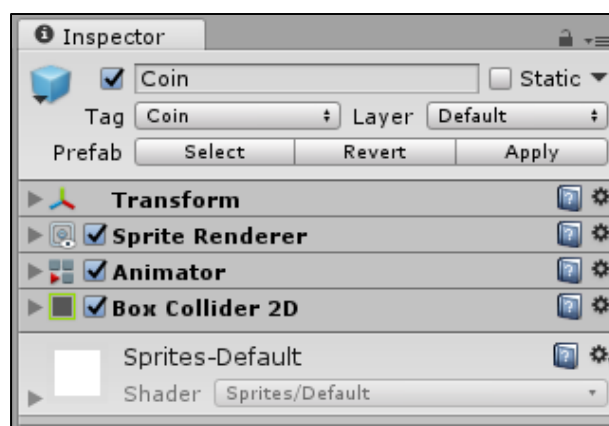 Inspector
Coin Static
Tag Coin Layer Default
Prefab Select Revert Apply
Transform
Sprite Renderer
Animator
Box Collider 2D
Sprites-Default
Shader Sprites/Default